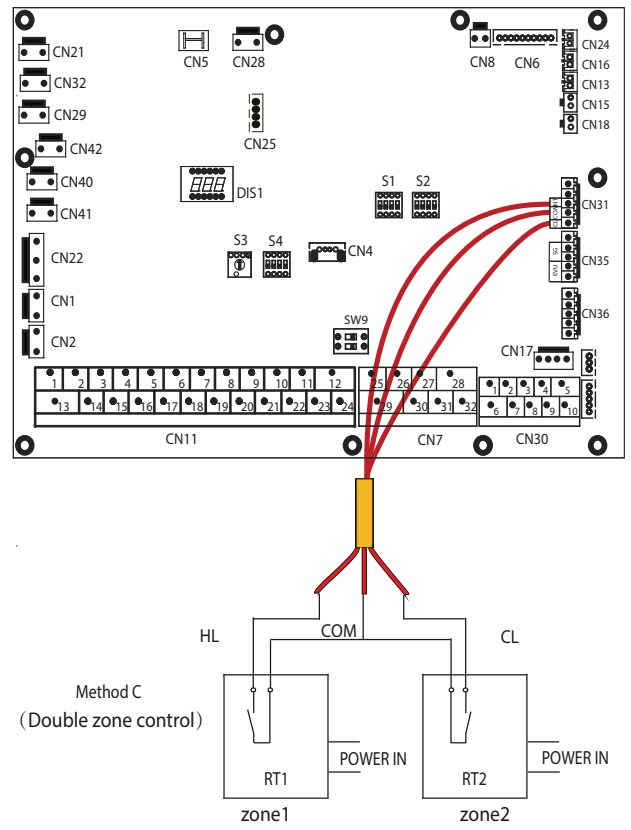 CN21
CN5
CN28
CN8
CN6
CN24
CN16
CN13
CN15
CN18
CN32
CN29
CN25
CN42
CN40
CN41
DIS1
S1
S2
CN31
CN22
S3
S4
CN4
SG
EVU
CN35
CN1
CN2
SW9
CN36
CN17
1 2 3 4 5 6 7 8 9 10 11 12
25 26 27 28
1 2 3 4 5
13 14 15 16 17 18 19 20 21 22 23 24
29 30 31 32
6 7 8 9 10
CN11
CN7
CN30
HL
COM
CL
Method C
(Double zone control)
POWER IN
POWER IN
RT1
RT2
zone1
zone2